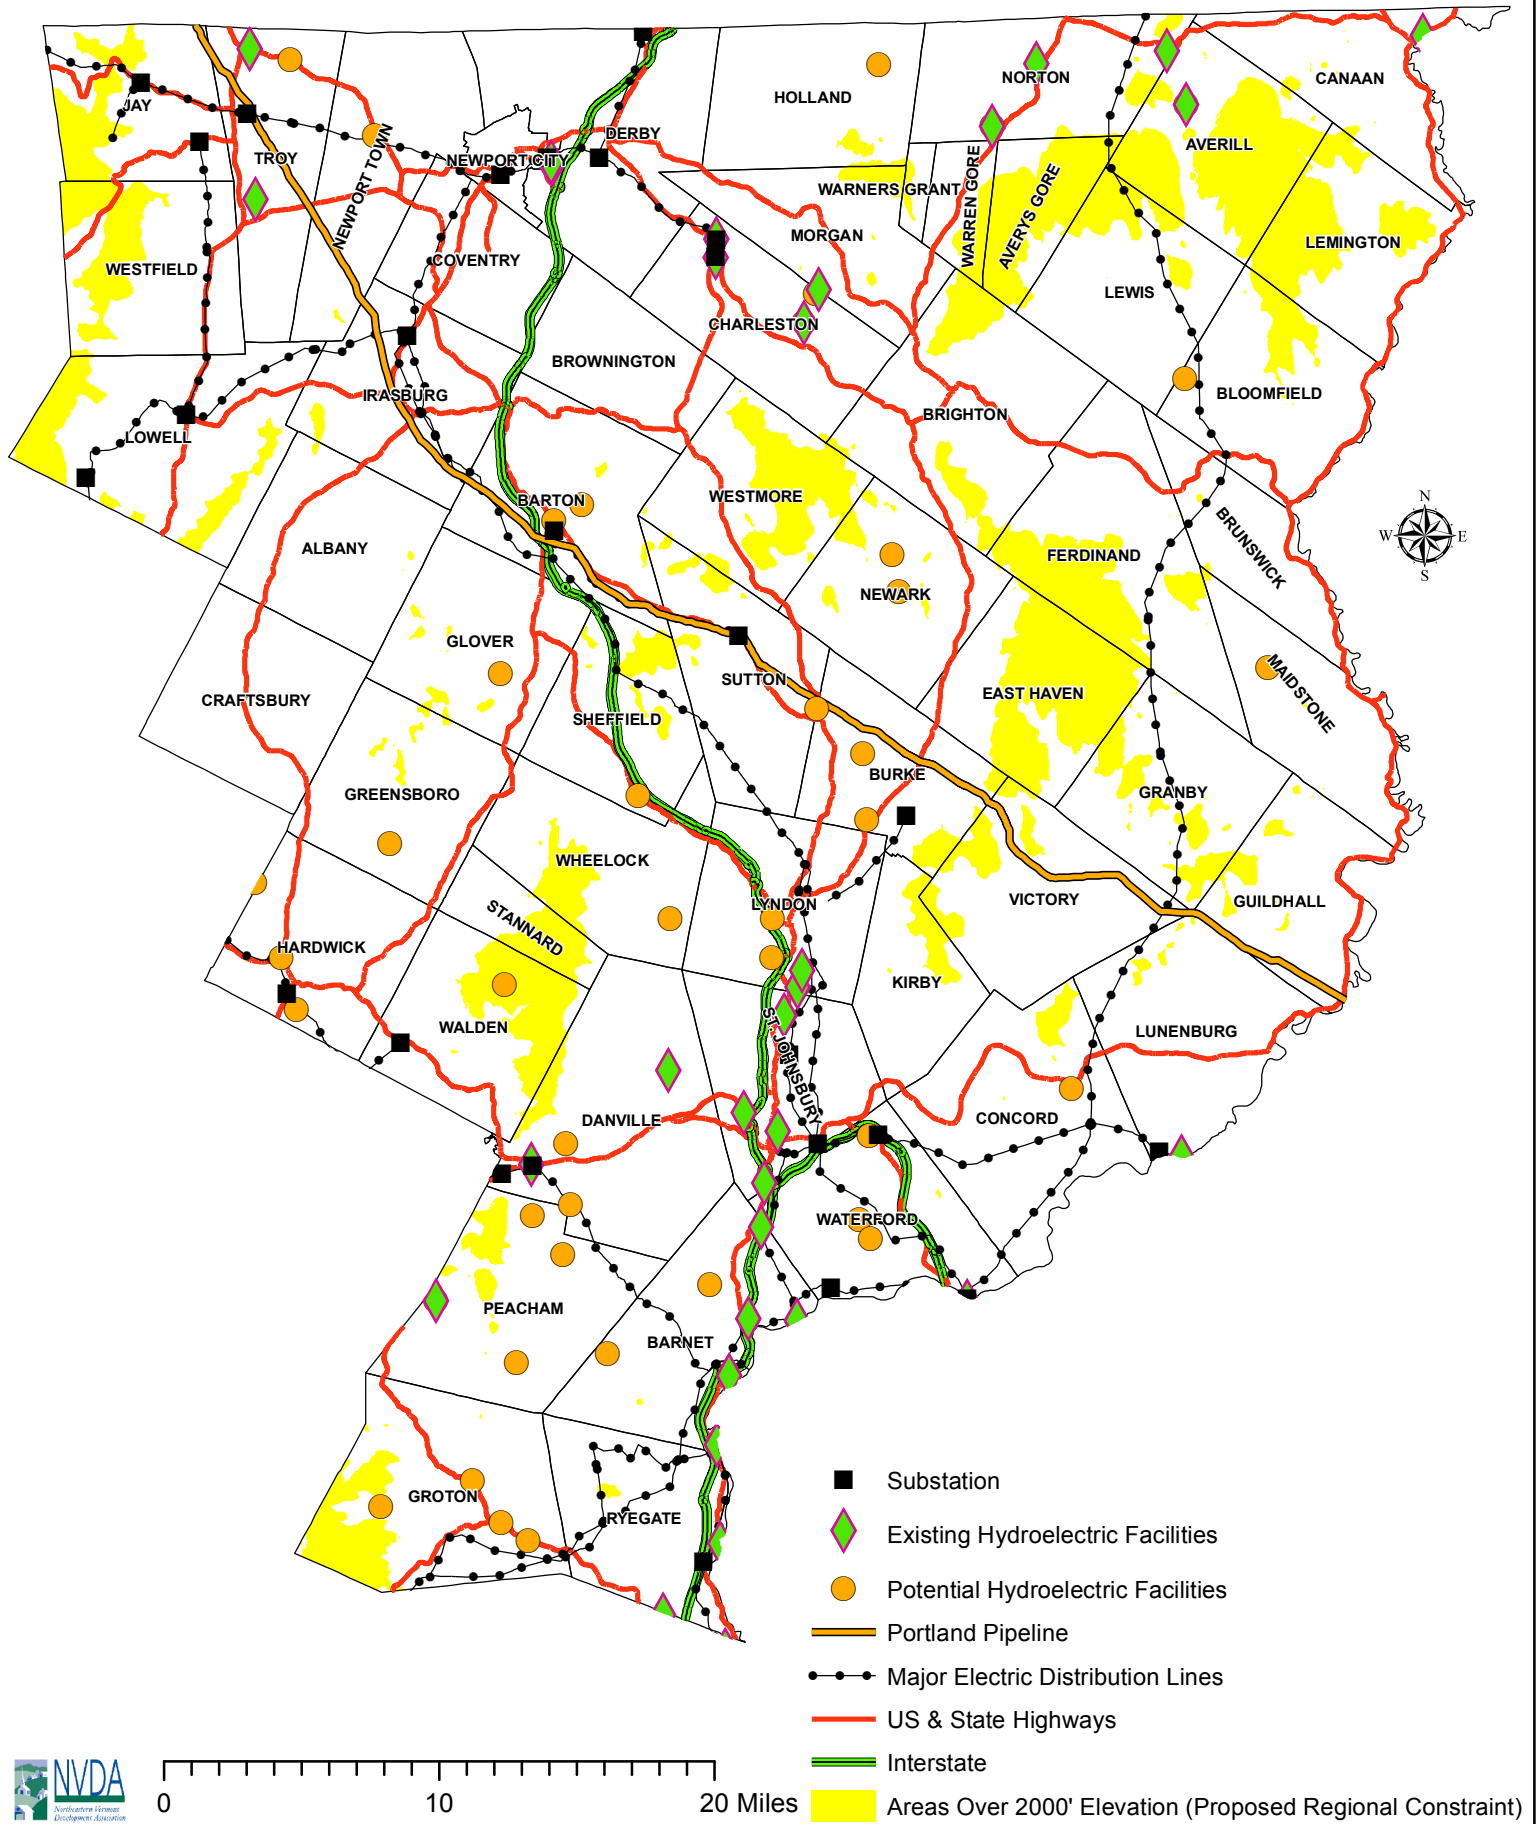 CANAAN
NORTON
HOLLAND
JAY
DERBY
AVERILL
TROY
NEWPORT CITY
NEWPORT TOWN
WARNERS GRANT
WARREN GORE
AVERYS GORE
MORGAN
LEMINGTON
WESTFIELD
COVENTRY
LEWIS
CHARLESTON
BROWNINGTON
IRASBURG
BLOOMFIELD
BRIGHTON
LOWELL
WESTMORE
BARTON
N
W E
S
BRUNSWICK
ALBANY
FERDINAND
NEWARK
GLOVER
SUTTON
MAIDSTONE
CRAFTSBURY
EAST HAVEN
SHEFFIELD
BURKE
GREENSBORO
GRANBY
WHEELOCK
VICTORY
GUILDHALL
LYNDON
STANNARD
HARDWICK
KIRBY
WALDEN
LUNENBURG
ST. JOHNSBURY
DANVILLE
CONCORD
WATERFORD
PEACHAM
BARNET
GROTON
RYEGATE
Substation
Existing Hydroelectric Facilities
Potential Hydroelectric Facilities
Portland Pipeline
Major Electric Distribution Lines
US & State Highways
Interstate
Areas Over 2000' Elevation (Proposed Regional Constraint)
NVDA
Northeastern Vermont
Development Association
0 10 20 Miles